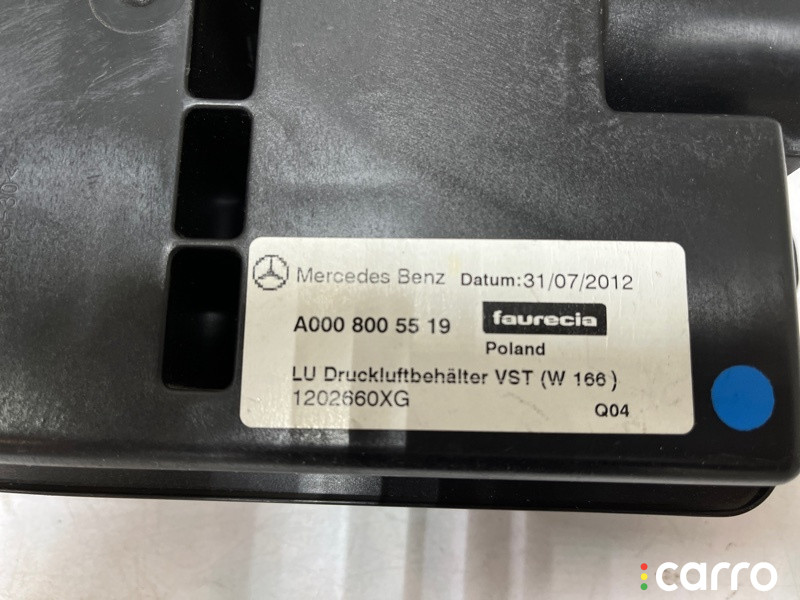 Mercedes Benz Datum:31/07/2012
A000 800 55 19 faurecia
Poland
LU Druckluftbehälter VST (W 166)
1202660XG
Q04
carro